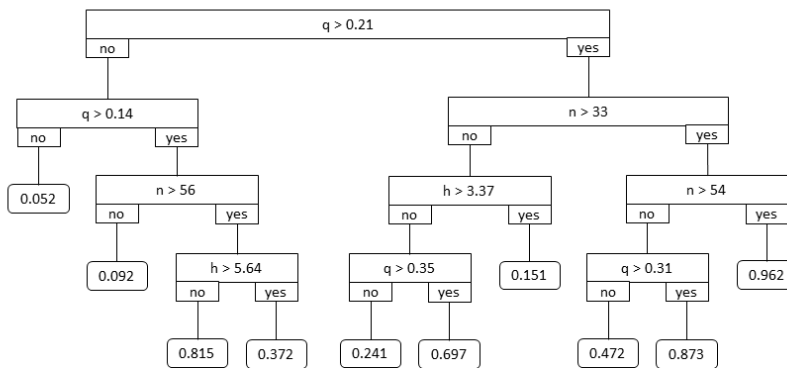 q > 0.21
no
yes
q > 0.14
n > 33
no
yes
no
yes
0.052
n > 56
h > 3.37
n > 54
no
yes
no
yes
no
yes
0.092
h > 5.64
q > 0.35
0.151
q > 0.31
0.962
no
yes
no
yes
no
yes
0.815
0.372
0.241
0.697
0.472
0.873